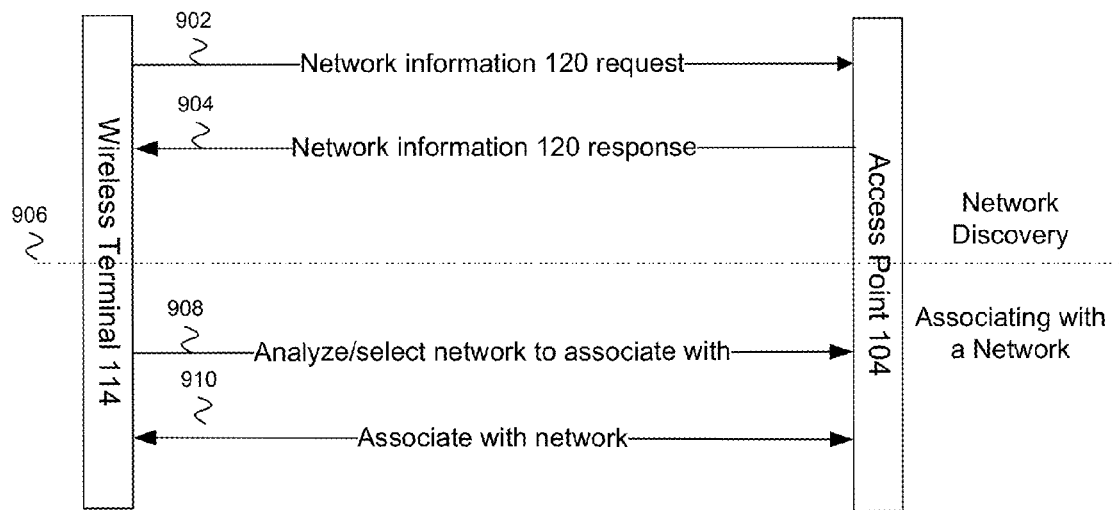 902
Network information 120 request
904
Network information 120 response
Wireless Terminal 114
Access Point 104
906
Network
Discovery
908
Analyze/select network to associate with
Associating with
a Network
910
Associate with network